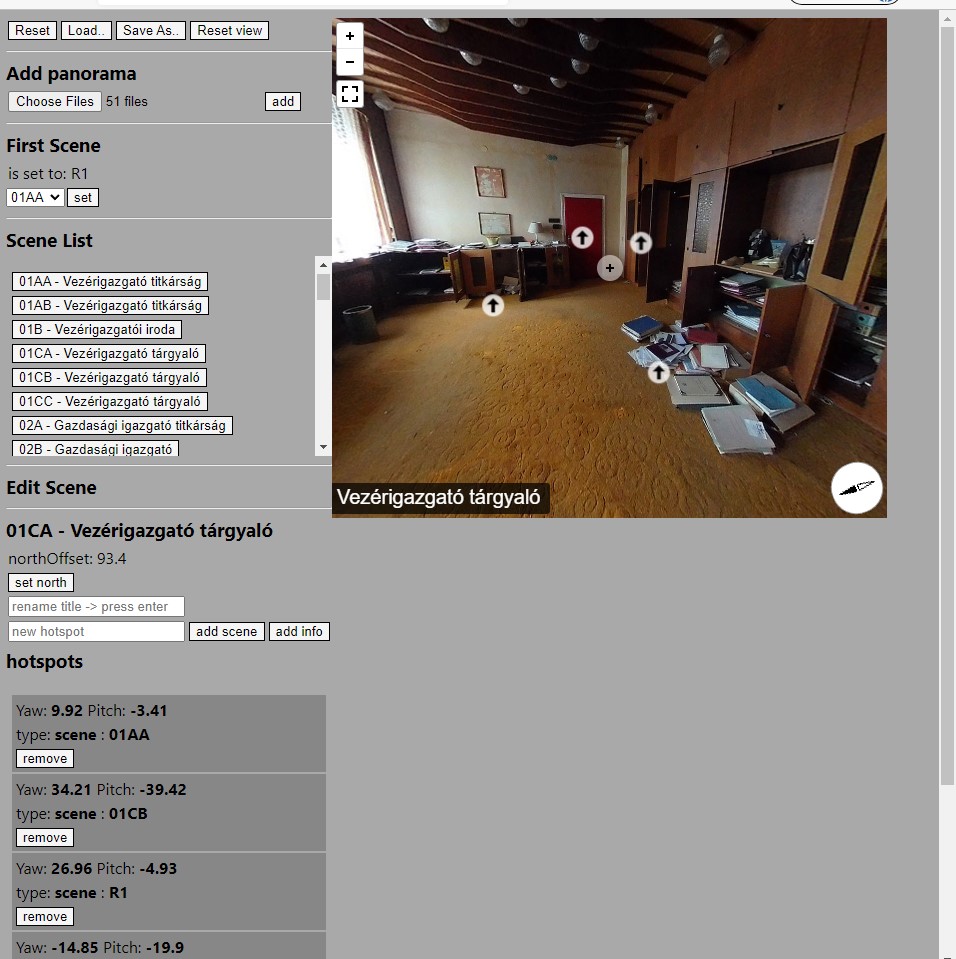 Reset Load.. Save As.. Reset view
Add panorama
Choose Files 51 files add
First Scene
is set to: R1
01AA set
Scene List
01AA - Vezérigazgató titkárság
01AB - Vezérigazgató titkárság
01B - Vezérigazgatói iroda
01CA - Vezérigazgató tárgyaló
01CB - Vezérigazgató tárgyaló
01CC - Vezérigazgató tárgyaló
02A - Gazdasági igazgató titkárság
02B - Gazdasági igazgató
Edit Scene
01CA - Vezérigazgató tárgyaló
northOffset: 93.4
set north
rename title -> press enter
new hotspot add scene add info
hotspots
Yaw: 9.92 Pitch: -3.41
type: scene : 01AA
remove
Yaw: 34.21 Pitch: -39.42
type: scene : 01CB
remove
Yaw: 26.96 Pitch: -4.93
type: scene : R1
remove
Yaw: -14.85 Pitch: -19.9
+
-
Vezérigazgató tárgyaló